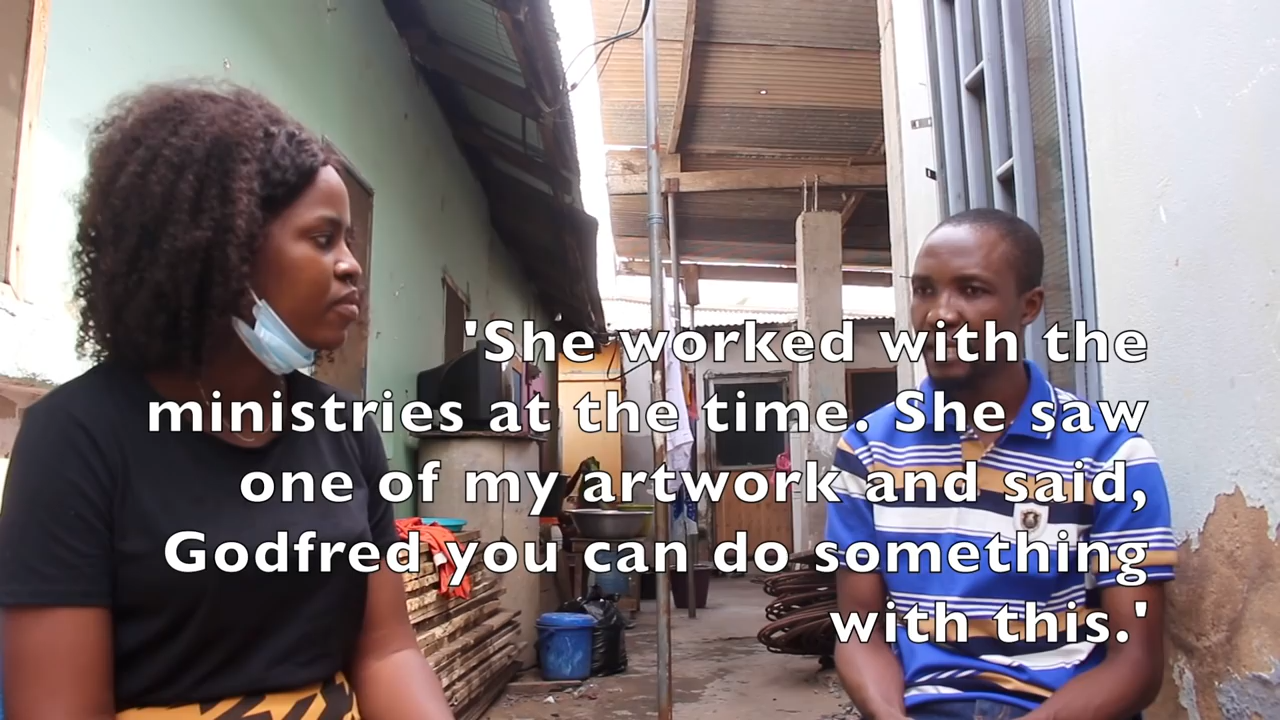 'She worked with the
ministries at the time. She saw
one of my artwork and said,
Godfred you can do something
with this.'